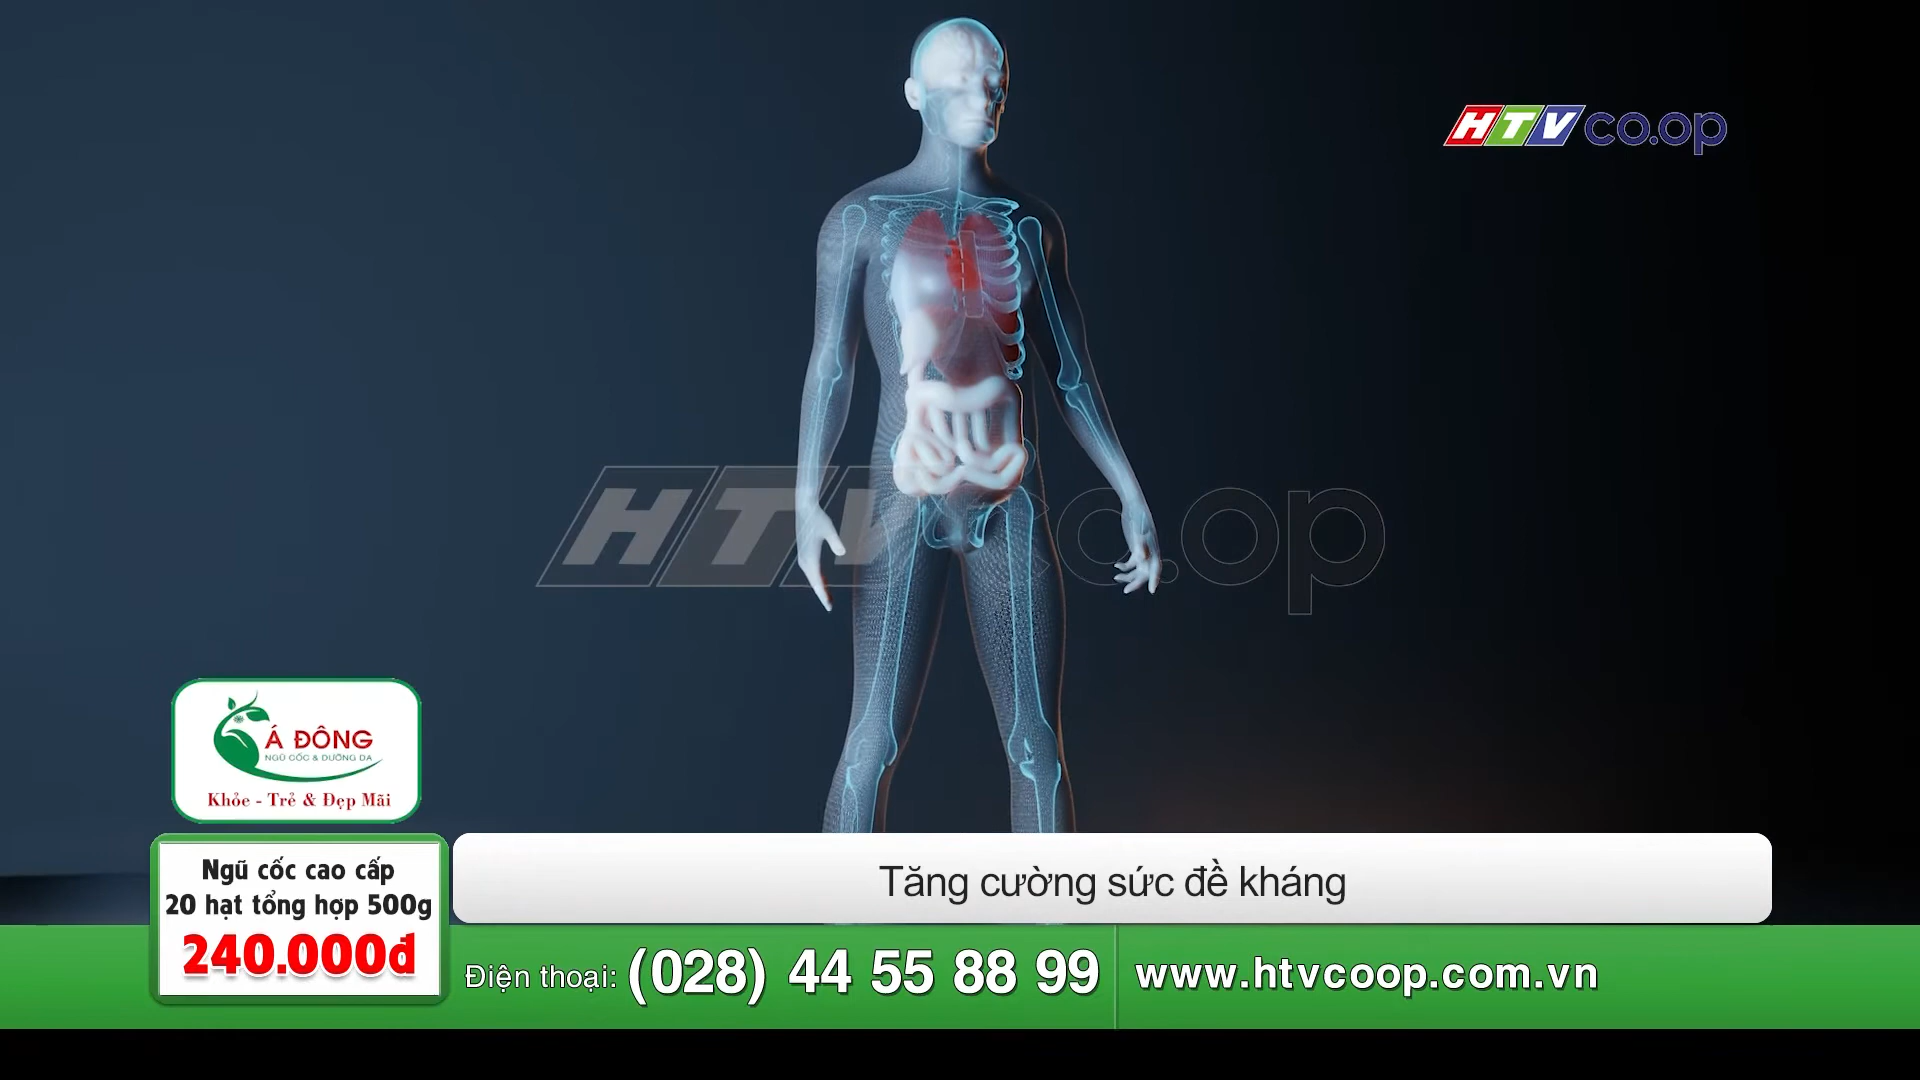 HTV co.op
HTV co.op
Á ĐÔNG
NGŨ CỐC & DƯỠNG DA
Khỏe - Trẻ & Đẹp Mãi
Ngũ cốc cao cấp
20 hạt tổng hợp 500g
240.000đ
Tăng cường sức đề kháng
Điện thoại: (028) 44 55 88 99
www.htvcoop.com.vn